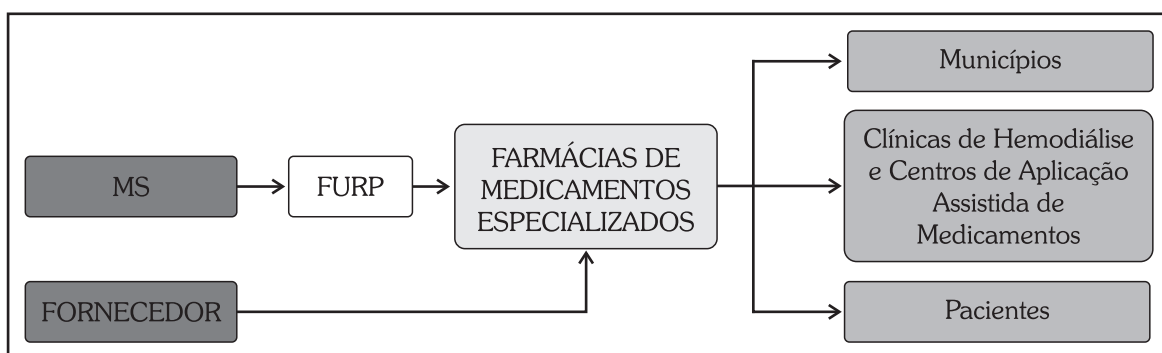 MS
FURP
FARMÁCIAS DE
MEDICAMENTOS
ESPECIALIZADOS
FORNECEDOR
Municípios
Clínicas de Hemodiálise
e Centros de Aplicação
Assistida de
Medicamentos
Pacientes